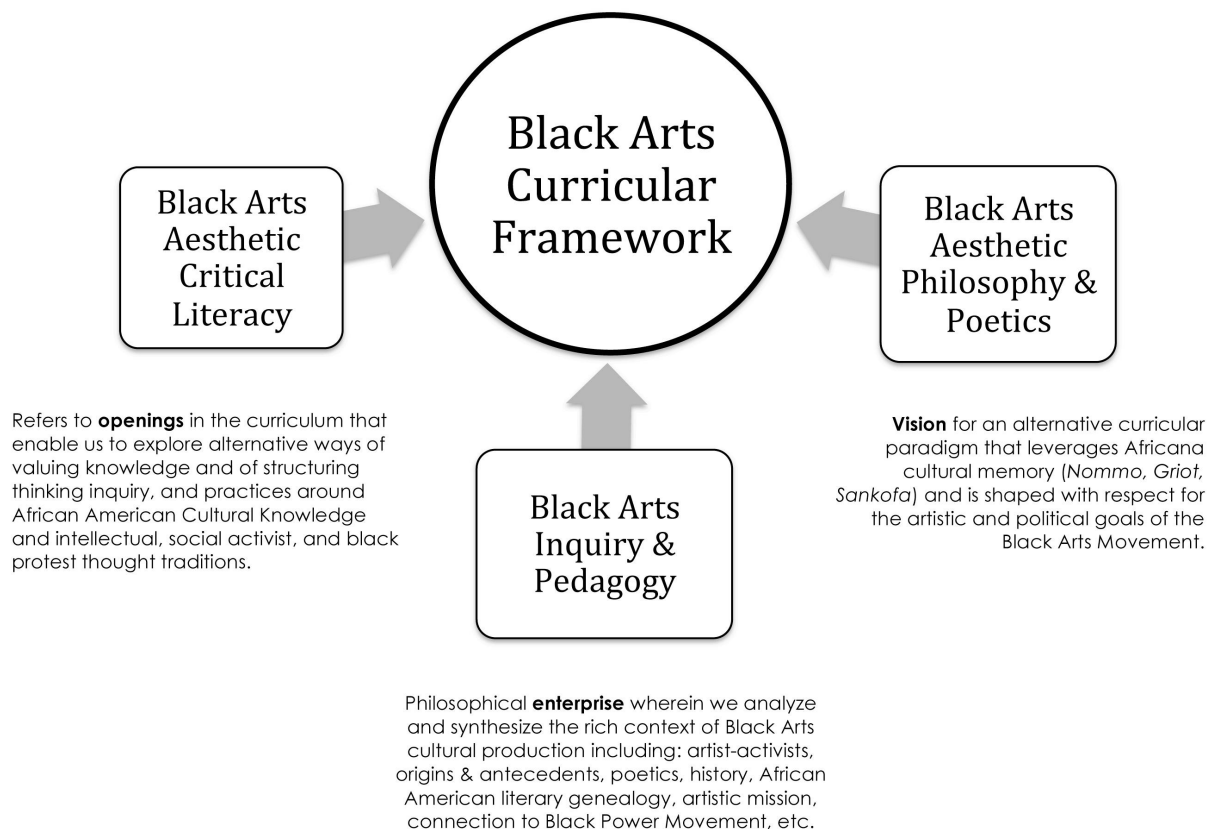 Black Arts
Curricular
Framework
Black Arts
Aesthetic
Critical
Literacy
Refers to openings in the curriculum that
enable us to explore alternative ways of
valuing knowledge and of structuring
thinking inquiry, and practices around
African American Cultural Knowledge
and intellectual, social activist, and black
protest thought traditions.
Black Arts
Inquiry &
Pedagogy
Philosophical enterprise wherein we analyze
and synthesize the rich context of Black Arts
cultural production including: artist-activists,
origins & antecedents, poetics, history, African
American literary genealogy, artistic mission,
connection to Black Power Movement, etc.
Black Arts
Aesthetic
Philosophy &
Poetics
Vision for an alternative curricular
paradigm that leverages Africana
cultural memory (Nommo, Griot,
Sankofa) and is shaped with respect for
the artistic and political goals of the
Black Arts Movement.